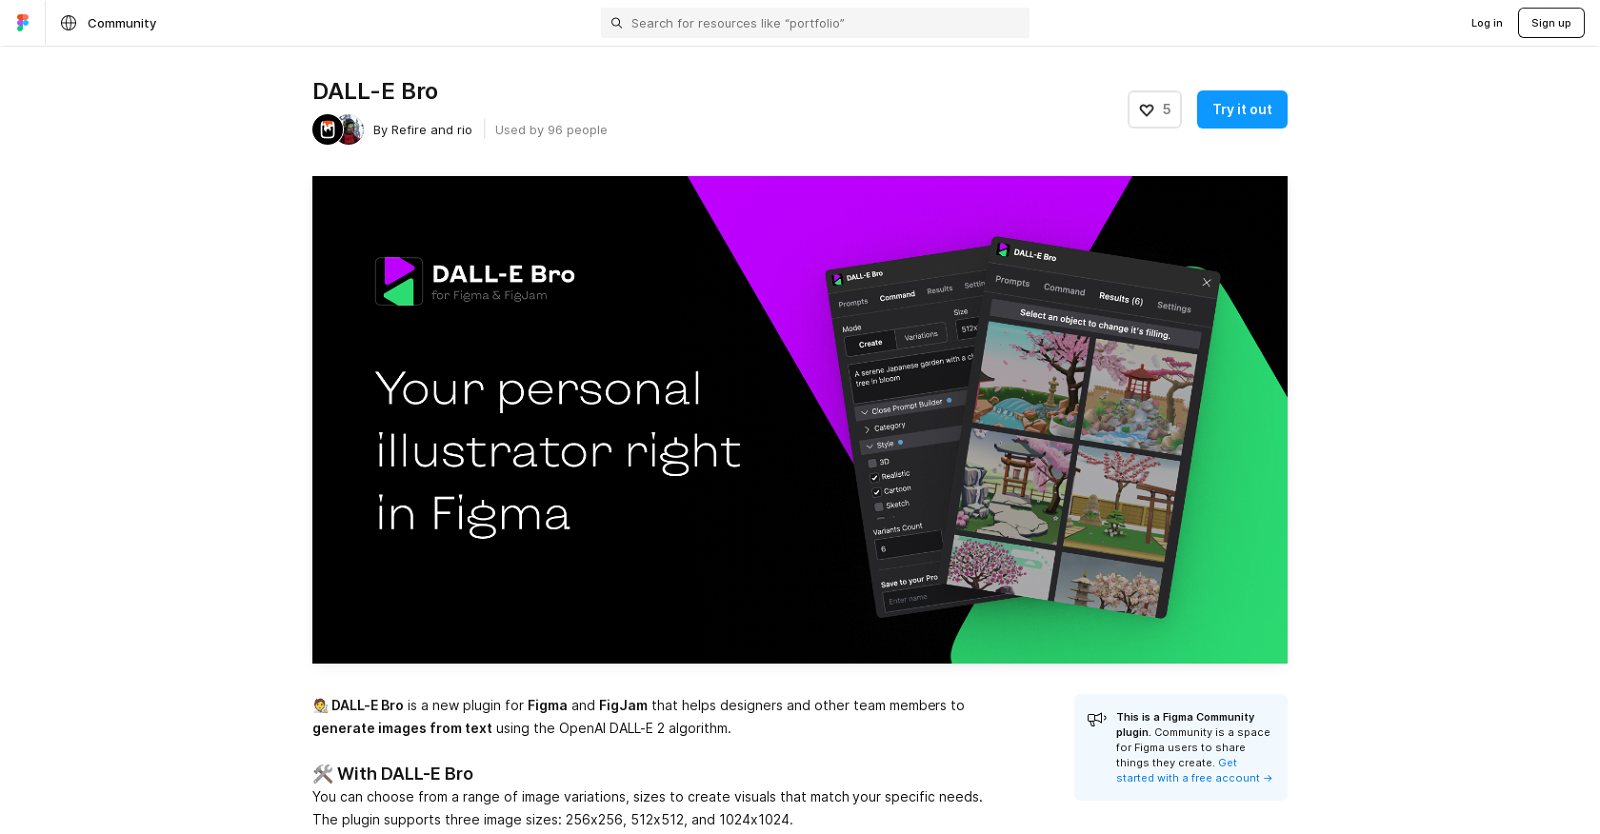 Community
Search for resources like “portfolio”
Log in
Sign up
DALL-E Bro
By Refire and rio
Used by 96 people
5
Try it out
DALL-E Bro
for Figma & FigJam
Your personal
illustrator right
in Figma
DALL-E Bro
Prompts Command Results
Mode
Size
Create Variations
A serene Japanese garden with a
tree in bloom
Close Prompt Builder
Category
Style
3D
Realistic
Cartoon
Sketch
Variants Count
6
Save to your
Enter name
DALL-E Bro
Prompts Command Results (6) Settings
Select an object to change it's filling.
🧑‍🎨 DALL-E Bro is a new plugin for Figma and FigJam that helps designers and other team members to
generate images from text using the OpenAI DALL-E 2 algorithm.
🛠️ With DALL-E Bro
You can choose from a range of image variations, sizes to create visuals that match your specific needs.
The plugin supports three image sizes: 256x256, 512x512, and 1024x1024.
This is a Figma Community
plugin. Community is a space
for Figma users to share
things they create. Get
started with a free account →